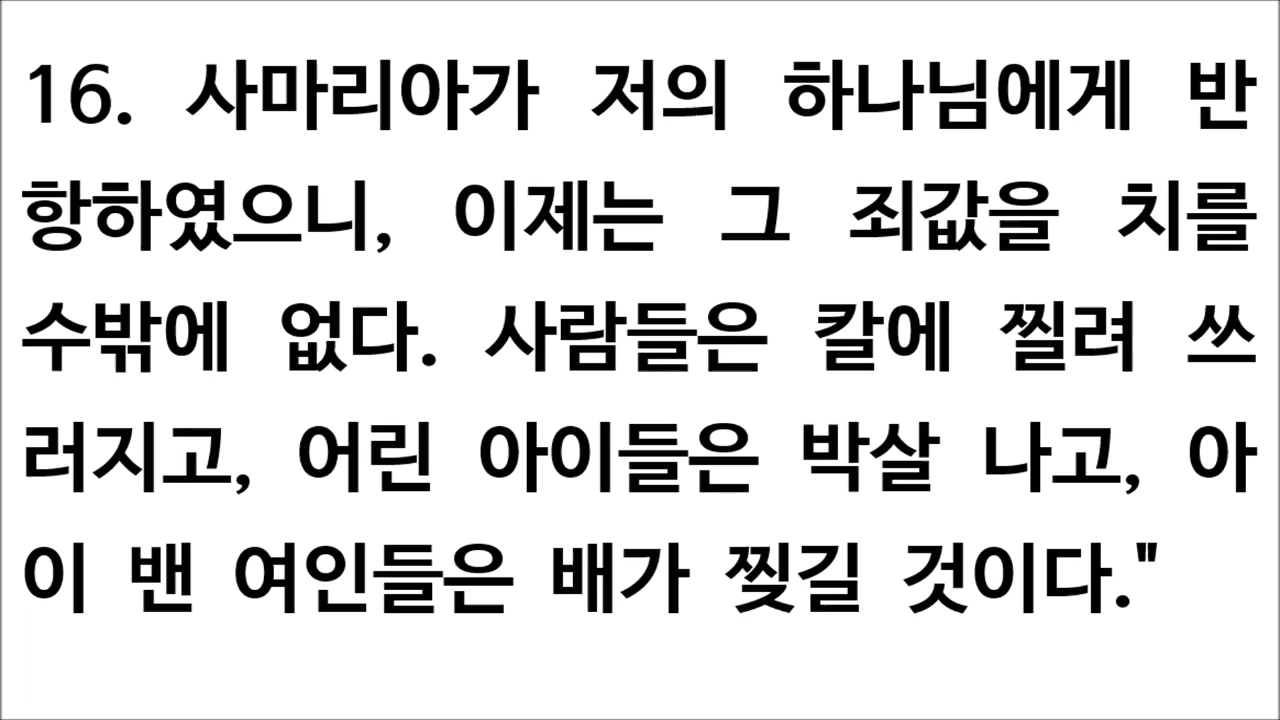 16. 사마리아가 저의 하나님에게 반
항하였으니, 이제는 그 죄값을 치를
수밖에 없다. 사람들은 칼에 찔려 쓰
러지고, 어린 아이들은 박살 나고, 아
이 밴 여인들은 배가 찢길 것이다."